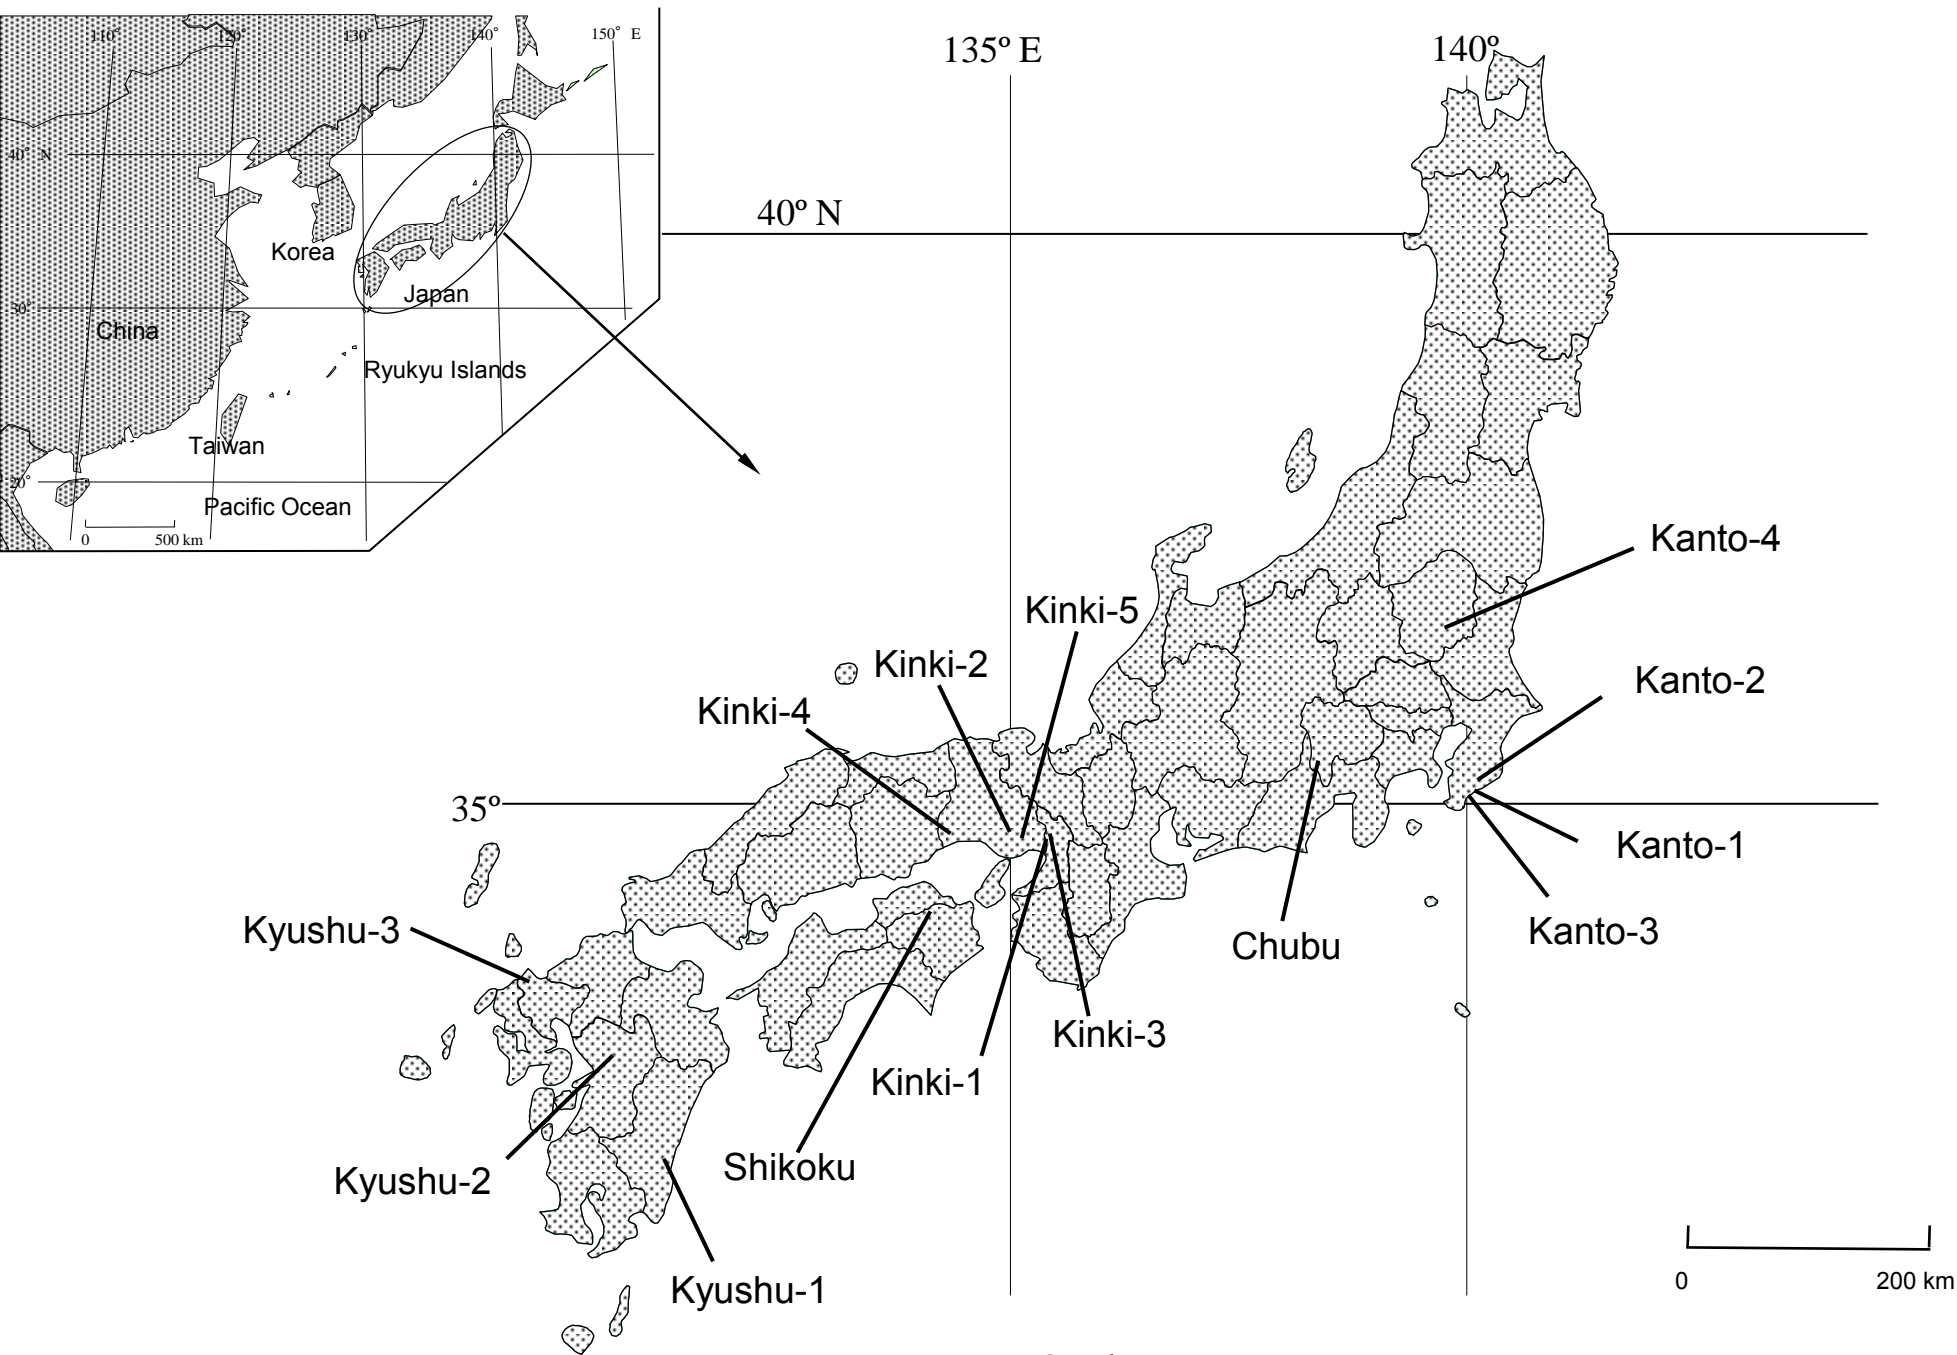 110°
120°
130°
140°
150° E
40° N
Korea
Japan
30°
China
Ryukyu Islands
Taiwan
20°
Pacific Ocean
0
500 km
135º E
140º
40º N
Kanto-4
Kinki-5
Kinki-2
Kanto-2
Kinki-4
35º
Kanto-1
Kyushu-3
Kanto-3
Chubu
Kinki-3
Kinki-1
Shikoku
Kyushu-2
Kyushu-1
0
200 km